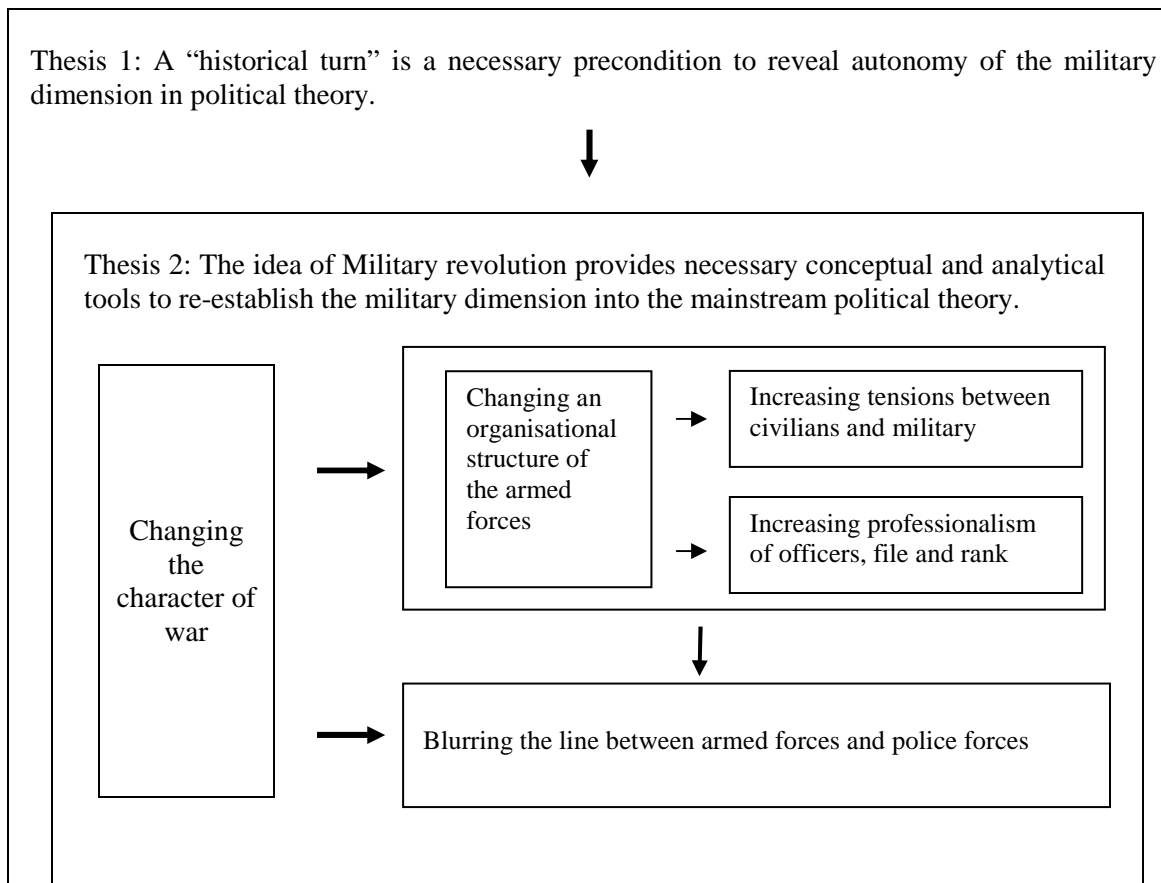 Thesis 1: A “historical turn” is a necessary precondition to reveal autonomy of the military
dimension in political theory.
Thesis 2: The idea of Military revolution provides necessary conceptual and analytical
tools to re-establish the military dimension into the mainstream political theory.
Changing
the
character of
war
Changing an
organisational
structure of
the armed
forces
Increasing tensions between
civilians and military
Increasing professionalism
of officers, file and rank
Blurring the line between armed forces and police forces